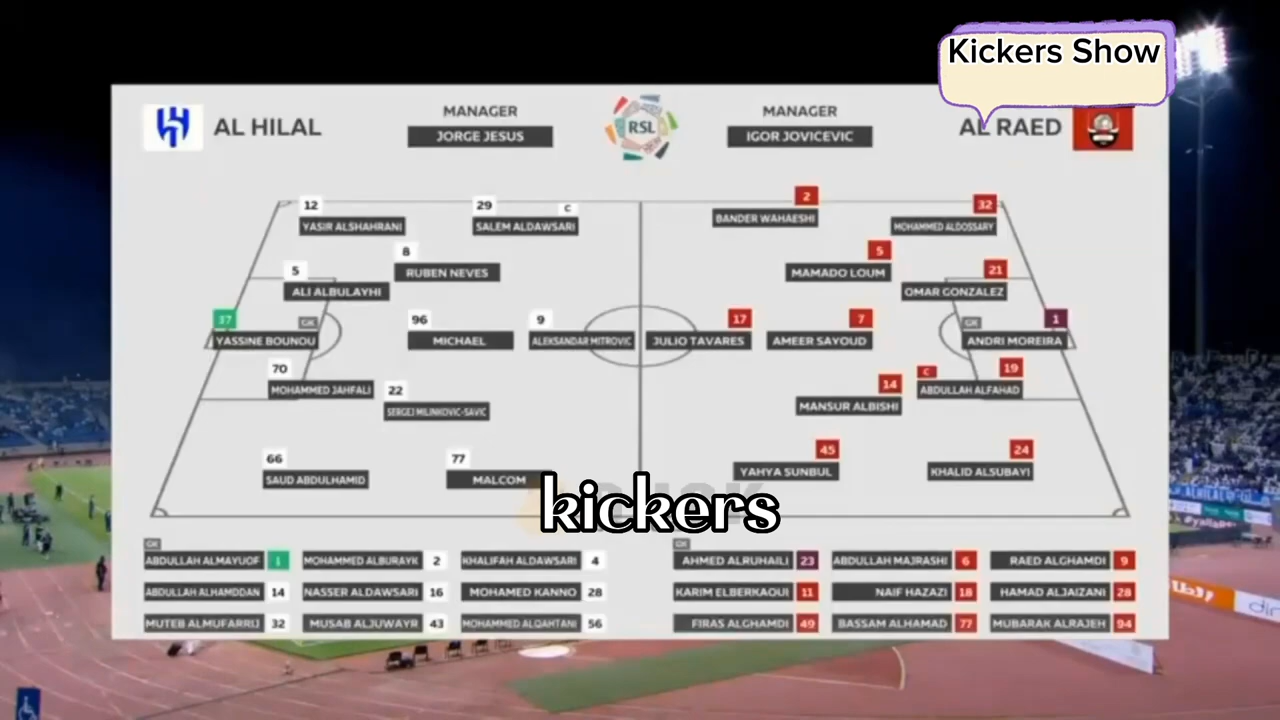 Kickers Show
AL HILAL
MANAGER
JORGE JESUS
RSL
MANAGER
IGOR JOVICEVIC
AL RAED
12
YASIR ALSHAHRANI
29
C
SALEM ALDAWSARI
2
BANDER WAHAESHI
32
MOHAMMED ALDOSSARY
8
RUBEN NEVES
5
MAMADO LOUM
5
ALI ALBULAYHI
21
OMAR GONZALEZ
37
GK
YASSINE BOUNOU
96
MICHAEL
9
ALEKSANDAR MITROVIC
17
JULIO TAVARES
7
AMEER SAYOUD
GK
1
ANDRI MOREIRA
70
MOHAMMED JAHFALI
22
SERGEJ MILINKOVIC-SAVIC
14
MANSUR ALBISHI
C
19
ABDULLAH ALFAHAD
66
SAUD ABDULHAMID
77
MALCOM
45
YAHYA SUNBUL
24
KHALID ALSUBAYI
kickers
GK
ABDULLAH ALMAYUOF 1 MOHAMMED ALBURAYK 2 KHALIFAH ALDAWSARI 4
ABDULLAH ALHAMDDAN 14 NASSER ALDAWSARI 16 MOHAMED KANNO 28
MUTEB ALMUFARRIJ 32 MUSAB ALJUWAYR 43 MOHAMMED ALQAHTANI 56
GK
AHMED ALRUHAILI 23 ABDULLAH MAJRASHI 6 RAED ALGHAMDI 9
KARIM ELBERKAOUI 11 NAIF HAZAZI 18 HAMAD ALJAIZANI 28
FIRAS ALGHAMDI 49 BASSAM ALHAMAD 77 MUBARAK ALRAJEH 94
ALHILAL